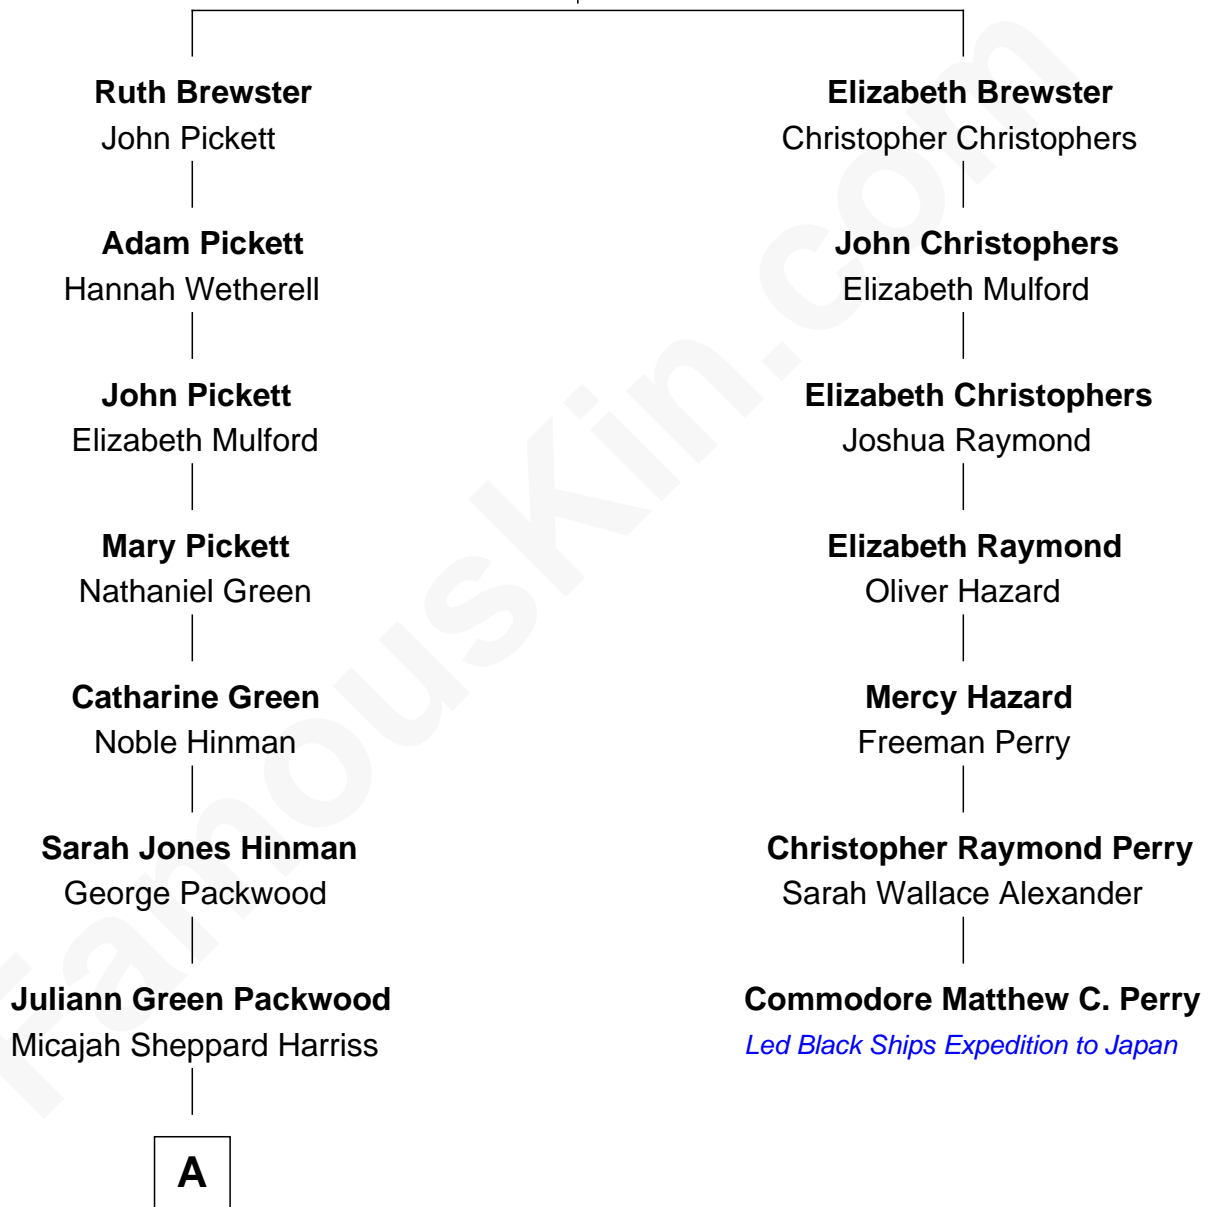 Ruth Brewster
John Pickett
Adam Pickett
Hannah Wetherell
John Pickett
Elizabeth Mulford
Mary Pickett
Nathaniel Green
Catharine Green
Noble Hinman
Sarah Jones Hinman
George Packwood
Juliann Green Packwood
Micajah Sheppard Harriss
A
Elizabeth Brewster
Christopher Christophers
John Christophers
Elizabeth Mulford
Elizabeth Christophers
Joshua Raymond
Elizabeth Raymond
Oliver Hazard
Mercy Hazard
Freeman Perry
Christopher Raymond Perry
Sarah Wallace Alexander
Commodore Matthew C. Perry
Led Black Ships Expedition to Japan
FamousKin.com